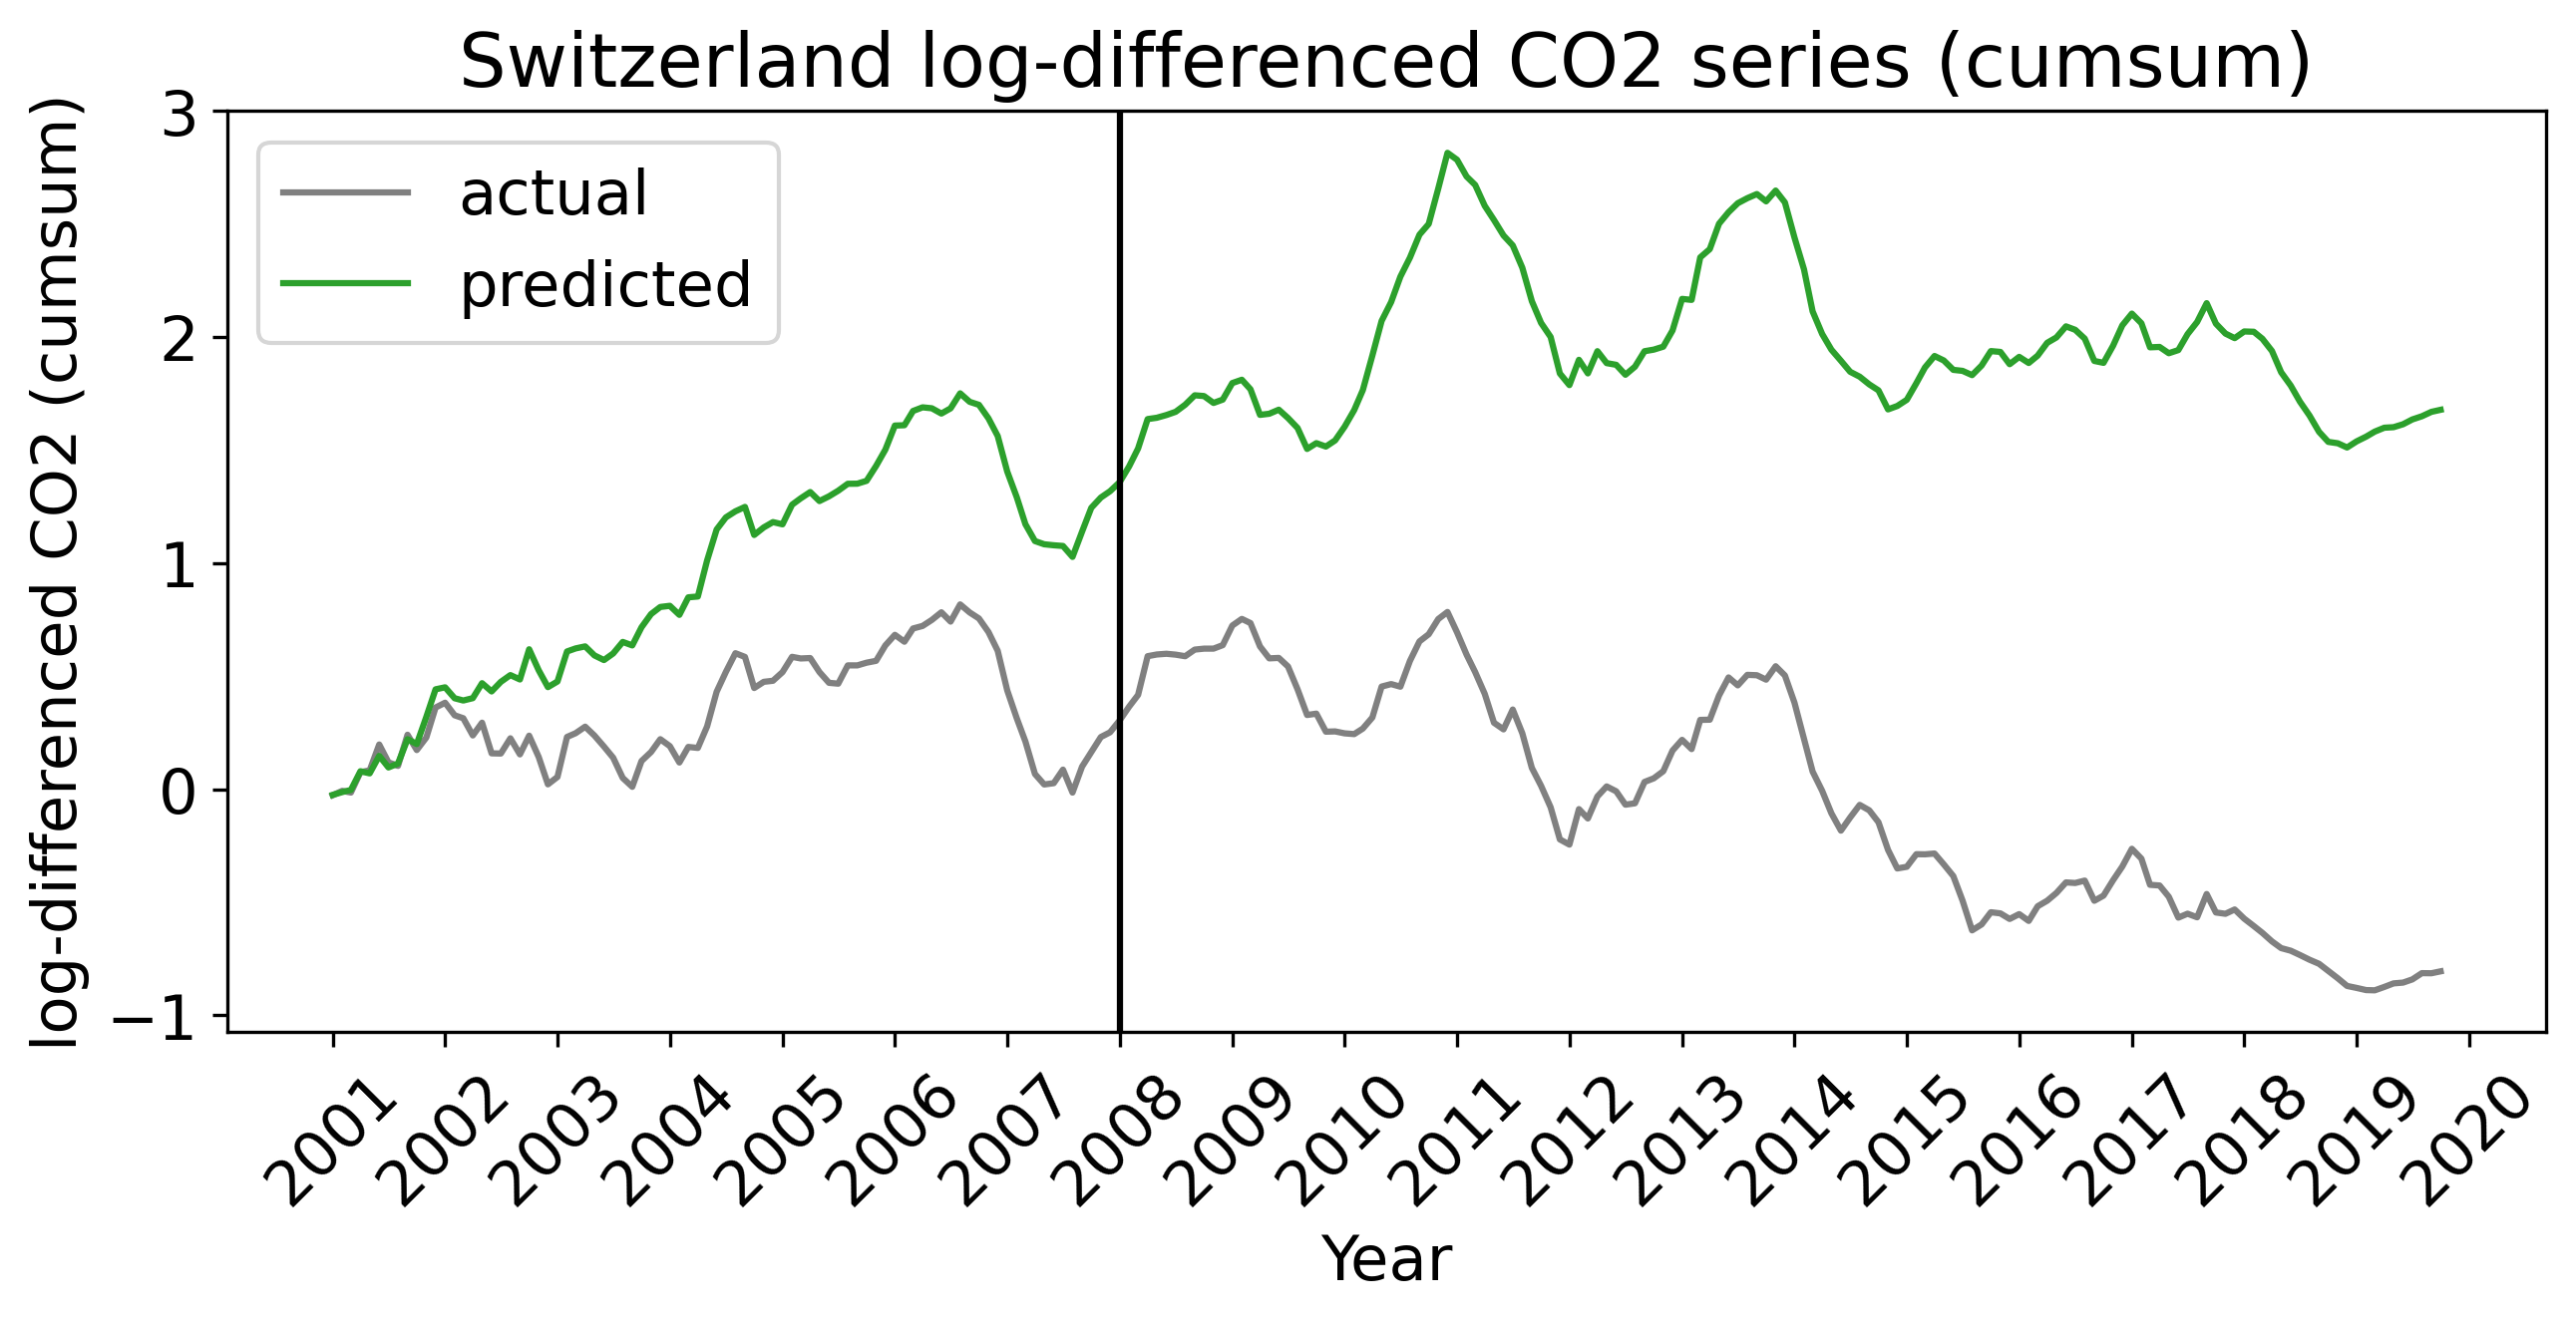 Switzerland log-differenced CO2 series (cumsum)
log-differenced CO2 (cumsum)
3
2
1
0
−1
actual
predicted
2001 2002 2003 2004 2005 2006 2007 2008 2009 2010 2011 2012 2013 2014 2015 2016 2017 2018 2019 2020
Year